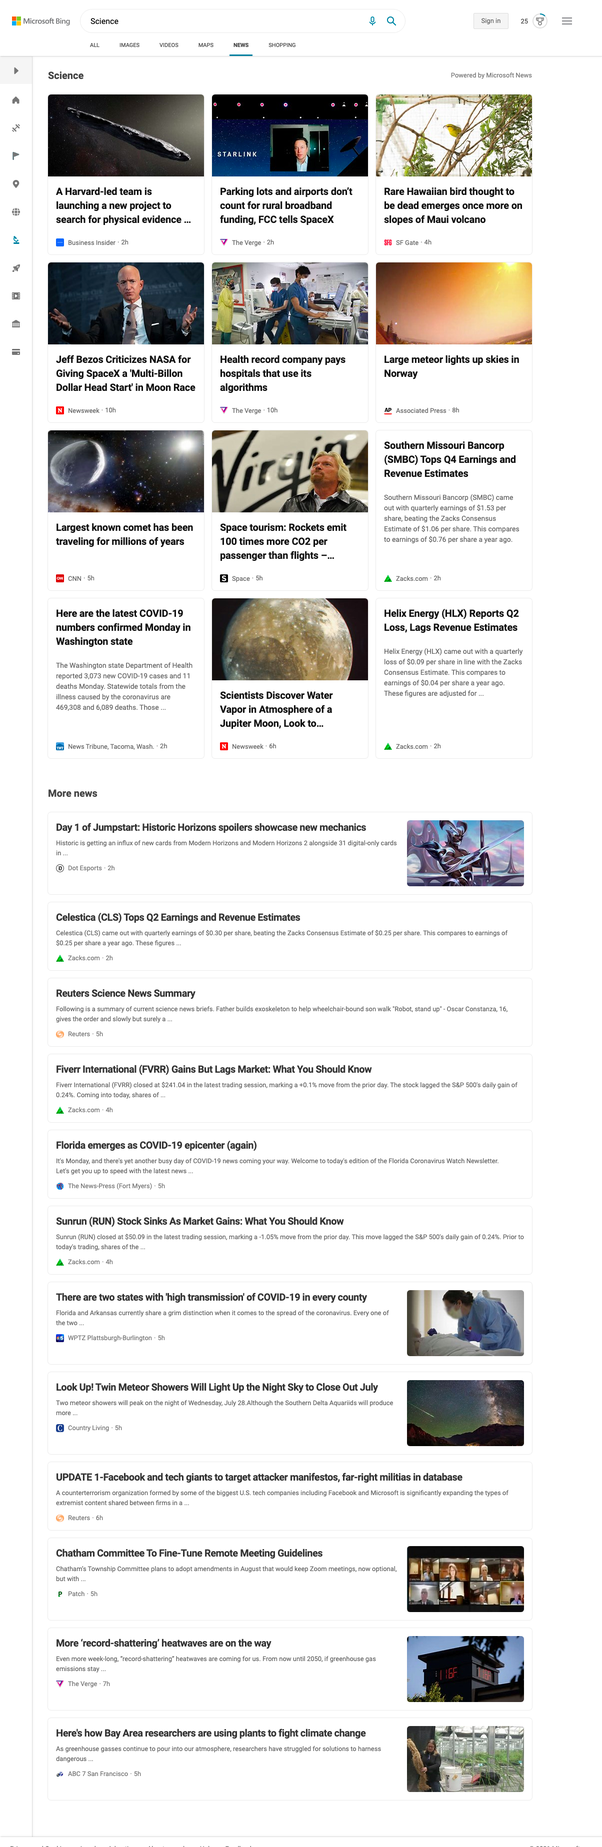 Microsoft Bing
Science
Sign in
25
ALL
IMAGES
VIDEOS
MAPS
NEWS
SHOPPING
Science
Powered by Microsoft News
STARLINK
A Harvard-led team is
launching a new project to
search for physical evidence ...
Business Insider · 2h
Parking lots and airports don't
count for rural broadband
funding, FCC tells SpaceX
The Verge · 2h
Rare Hawaiian bird thought to
be dead emerges once more on
slopes of Maui volcano
SF Gate · 4h
Jeff Bezos Criticizes NASA for
Giving SpaceX a 'Multi-Billon
Dollar Head Start' in Moon Race
Newsweek · 10h
Health record company pays
hospitals that use its
algorithms
The Verge · 10h
Large meteor lights up skies in
Norway
AP
Associated Press · 8h
Largest known comet has been
traveling for millions of years
CNN · 5h
Virgin
Space tourism: Rockets emit
100 times more CO2 per
passenger than flights –...
Space · 5h
Southern Missouri Bancorp
(SMBC) Tops Q4 Earnings and
Revenue Estimates
Southern Missouri Bancorp (SMBC) came
out with quarterly earnings of $1.53 per
share, beating the Zacks Consensus
Estimate of $1.06 per share. This compares
to earnings of $0.76 per share a year ago.
Zacks.com · 2h
Here are the latest COVID-19
numbers confirmed Monday in
Washington state
The Washington state Department of Health
reported 3,073 new COVID-19 cases and 11
deaths Monday. Statewide totals from the
illness caused by the coronavirus are
469,308 and 6,089 deaths. Those ...
News Tribune, Tacoma, Wash. · 2h
Scientists Discover Water
Vapor in Atmosphere of a
Jupiter Moon, Look to...
Newsweek · 6h
Helix Energy (HLX) Reports Q2
Loss, Lags Revenue Estimates
Helix Energy (HLX) came out with a quarterly
loss of $0.09 per share in line with the Zacks
Consensus Estimate. This compares to
earnings of $0.04 per share a year ago.
These figures are adjusted for ...
Zacks.com · 2h
More news
Day 1 of Jumpstart: Historic Horizons spoilers showcase new mechanics
Historic is getting an influx of new cards from Modern Horizons and Modern Horizons 2 alongside 31 digital-only cards
in ...
Dot Esports · 2h
Celestica (CLS) Tops Q2 Earnings and Revenue Estimates
Celestica (CLS) came out with quarterly earnings of $0.30 per share, beating the Zacks Consensus Estimate of $0.25 per share. This compares to earnings of
$0.25 per share a year ago. These figures ...
Zacks.com · 2h
Reuters Science News Summary
Following is a summary of current science news briefs. Father builds exoskeleton to help wheelchair-bound son walk "Robot, stand up" - Oscar Constanza, 16,
gives the order and slowly but surely a ...
Reuters · 5h
Fiverr International (FVRR) Gains But Lags Market: What You Should Know
Fiverr International (FVRR) closed at $241.04 in the latest trading session, marking a +0.1% move from the prior day. The stock lagged the S&P 500's daily gain of
0.24%. Coming into today, shares of ...
Zacks.com · 4h
Florida emerges as COVID-19 epicenter (again)
It's Monday, and there's yet another busy day of COVID-19 news coming your way. Welcome to today's edition of the Florida Coronavirus Watch Newsletter.
Let's get you up to speed with the latest news ...
The News-Press (Fort Myers) · 5h
Sunrun (RUN) Stock Sinks As Market Gains: What You Should Know
Sunrun (RUN) closed at $50.09 in the latest trading session, marking a -1.05% move from the prior day. This move lagged the S&P 500's daily gain of 0.24%. Prior to
today's trading, shares of the ...
Zacks.com · 4h
There are two states with 'high transmission' of COVID-19 in every county
Florida and Arkansas currently share a grim distinction when it comes to the spread of the coronavirus. Every one of
the two ...
WPTZ Plattsburgh-Burlington · 5h
Look Up! Twin Meteor Showers Will Light Up the Night Sky to Close Out July
Two meteor showers will peak on the night of Wednesday, July 28.Although the Southern Delta Aquariids will produce
more ...
Country Living · 5h
UPDATE 1-Facebook and tech giants to target attacker manifestos, far-right militias in database
A counterterrorism organization formed by some of the biggest U.S. tech companies including Facebook and Microsoft is significantly expanding the types of
extremist content shared between firms in a ...
Reuters · 6h
Chatham Committee To Fine-Tune Remote Meeting Guidelines
Chatham's Township Committee plans to adopt amendments in August that would keep Zoom meetings, now optional,
but with ...
Patch · 5h
More 'record-shattering' heatwaves are on the way
Even more week-long, "record-shattering" heatwaves are coming for us. From now until 2050, if greenhouse gas
emissions stay ...
The Verge · 7h
Here's how Bay Area researchers are using plants to fight climate change
As greenhouse gasses continue to pour into our atmosphere, researchers have struggled for solutions to harness
dangerous ...
ABC 7 San Francisco · 5h